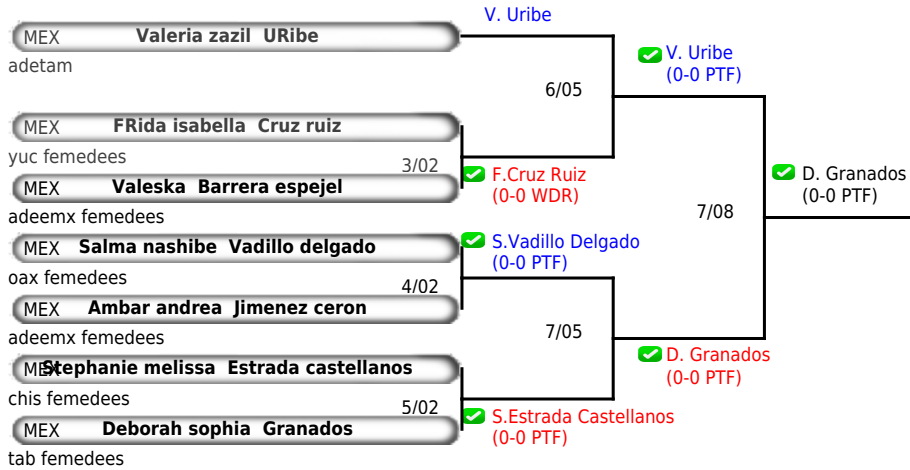 V. Uribe
MEX Valeria zazil URibe
adetam
V. Uribe
(0-0 PTF)
6/05
MEX FRida isabella Cruz ruiz
yuc femedees
3/02
F.Cruz Ruiz
(0-0 WDR)
MEX Valeska Barrera espejel
adeemx femedees
D. Granados
(0-0 PTF)
7/08
MEX Salma nashibe Vadillo delgado
oax femedees
S.Vadillo Delgado
(0-0 PTF)
4/02
MEX Ambar andrea Jimenez ceron
adeemx femedees
7/05
D. Granados
(0-0 PTF)
MEX Stephanie melissa Estrada castellanos
chis femedees
5/02
S.Estrada Castellanos
(0-0 PTF)
MEX Deborah sophia Granados
tab femedees